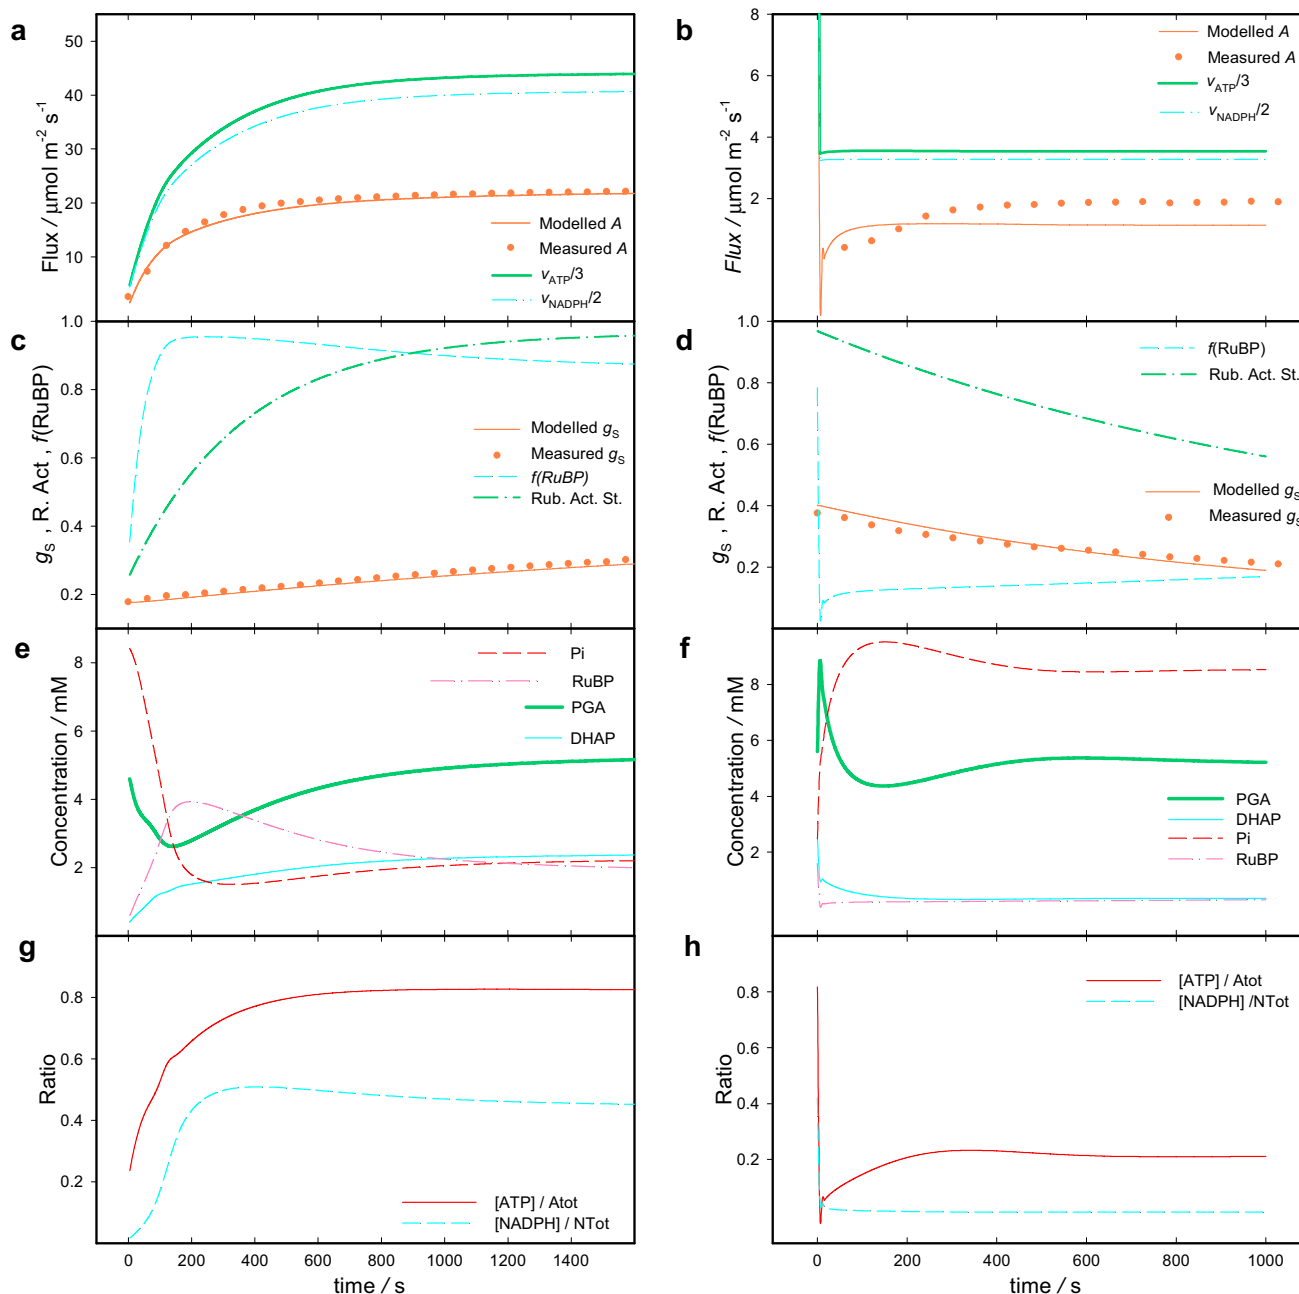 a
50
40
30
20
10
Flux / μmol m⁻² s⁻¹
Modelled A
Measured A
vATP/3
vNADPH/2
b
8
6
4
2
Flux / μmol m⁻² s⁻¹
Modelled A
Measured A
vATP/3
vNADPH/2
c
1.0
0.8
0.6
0.4
0.2
gS , R. Act , f(RuBP)
Modelled gS
Measured gS
f(RuBP)
Rub. Act. St.
d
1.0
0.8
0.6
0.4
0.2
gS , R. Act, f(RuBP)
f(RuBP)
Rub. Act. St.
Modelled gS
Measured gS
e
8
6
4
2
Concentration / mM
Pi
RuBP
PGA
DHAP
f
8
6
4
2
Concentration / mM
PGA
DHAP
Pi
RuBP
g
0.8
0.6
0.4
0.2
Ratio
[ATP] / Atot
[NADPH] / NTot
0 200 400 600 800 1000 1200 1400
time / s
h
0.8
0.6
0.4
0.2
Ratio
[ATP] / Atot
[NADPH] /NTot
0 200 400 600 800 1000
time / s